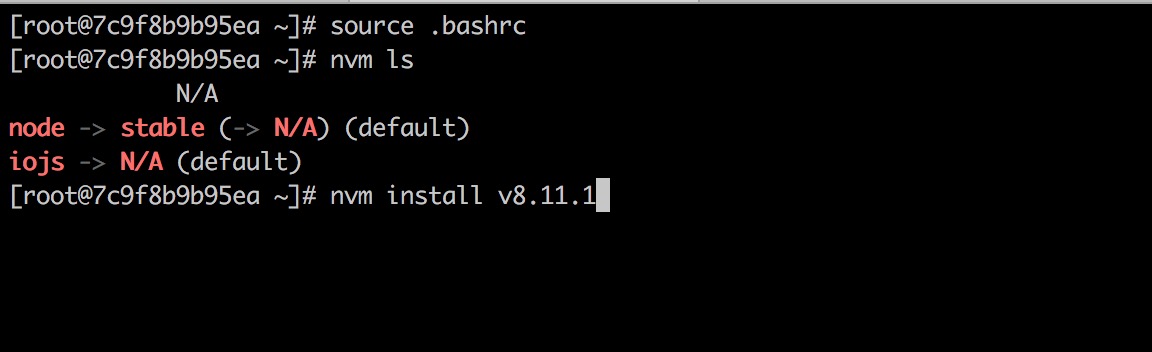 [root@7c9f8b9b95ea ~]# source .bashrc
[root@7c9f8b9b95ea ~]# nvm ls
N/A
node -> stable (-> N/A) (default)
iojs -> N/A (default)
[root@7c9f8b9b95ea ~]# nvm install v8.11.1